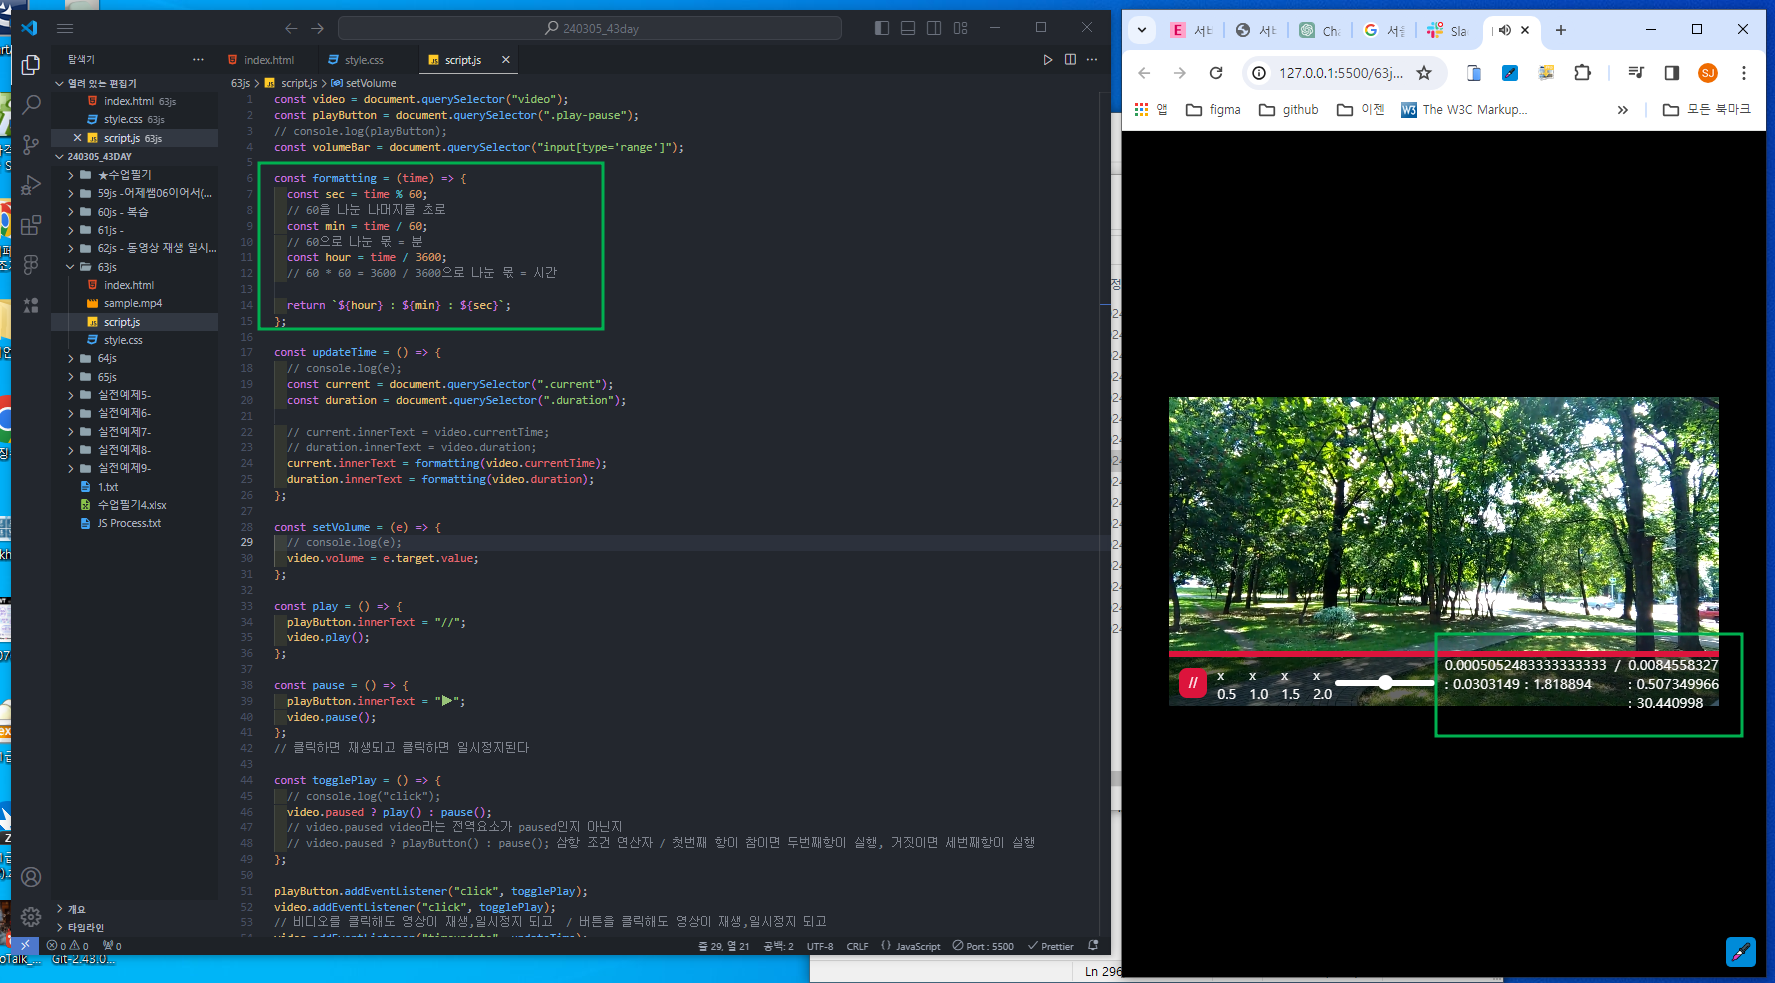 240305_43day
탐색기
index.html
style.css
script.js
열려 있는 편집기
index.html 63js
style.css 63js
script.js 63js
240305_43DAY
★수업필기
59js -어제쌤06이어서(...
60js - 복습
61js -
62js - 동영상 재생 일시...
63js
index.html
sample.mp4
script.js
style.css
64js
65js
실전예제5-
실전예제6-
실전예제7-
실전예제8-
실전예제9-
1.txt
수업필기4.xlsx
JS Process.txt
개요
타임라인
63js > script.js > setVolume
1 const video = document.querySelector("video");
2 const playButton = document.querySelector(".play-pause");
3 // console.log(playButton);
4 const volumeBar = document.querySelector("input[type='range']");
5
6 const formatting = (time) => {
7 const sec = time % 60;
8 // 60을 나눈 나머지를 초로
9 const min = time / 60;
10 // 60으로 나눈 몫 = 분
11 const hour = time / 3600;
12 // 60 * 60 = 3600 / 3600으로 나눈 몫 = 시간
13
14 return `${hour} : ${min} : ${sec}`;
15 };
16
17 const updateTime = () => {
18 // console.log(e);
19 const current = document.querySelector(".current");
20 const duration = document.querySelector(".duration");
21
22 // current.innerText = video.currentTime;
23 // duration.innerText = video.duration;
24 current.innerText = formatting(video.currentTime);
25 duration.innerText = formatting(video.duration);
26 };
27
28 const setVolume = (e) => {
29 // console.log(e);
30 video.volume = e.target.value;
31 };
32
33 const play = () => {
34 playButton.innerText = "//";
35 video.play();
36 };
37
38 const pause = () => {
39 playButton.innerText = "▶";
40 video.pause();
41 };
42 // 클릭하면 재생되고 클릭하면 일시정지된다
43
44 const togglePlay = () => {
45 // console.log("click");
46 video.paused ? play() : pause();
47 // video.paused video라는 전역요소가 paused인지 아닌지
48 // video.paused ? playButton() : pause(); 삼항 조건 연산자 / 첫번째 항이 참이면 두번째항이 실행, 거짓이면 세번째항이 실행
49 };
50
51 playButton.addEventListener("click", togglePlay);
52 video.addEventListener("click", togglePlay);
53 // 비디오를 클릭해도 영상이 재생,일시정지 되고 / 버튼을 클릭해도 영상이 재생,일시정지 되고
0 0 0
줄 29, 열 21 공백: 2 UTF-8 CRLF {} JavaScript Port : 5500 Prettier
Git-2.43.0...
Ln 296
E 서ㅂ
서ㅂ
Cha
서울
Sla
127.0.0.1:5500/63j...
SJ
앱 figma github 이젠 W3 The W3C Markup... » 모든 북마크
// x 0.5 x 1.0 x 1.5 x 2.0
0.0005052483333333333 / 0.0084558327
: 0.0303149 : 1.818894 : 0.507349966
: 30.440998